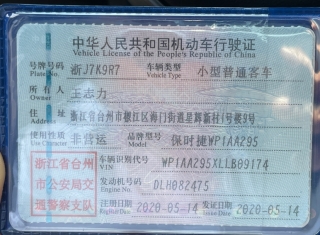 中华人民共和国机动车行驶证
Vehicle License of the People's Republic of China
号牌号码 浙J7K9R7 车辆类型 小型普通客车
Plate No. Vehicle Type
所有人 王志力
Owner
住址 浙江省台州市椒江区海门街道星辉新村1号楼9号
Address
使用性质 非营运 品牌型号 保时捷WP1AA295
浙江省台州
市公安局交
通警察支队
车辆识别代号 WP1AA295XLLB09174
VIN
发动机号码 DLH082475
Engine No.
注册日期 2020-05-14 发证日期 2020-05-14
Register Date Issue Date